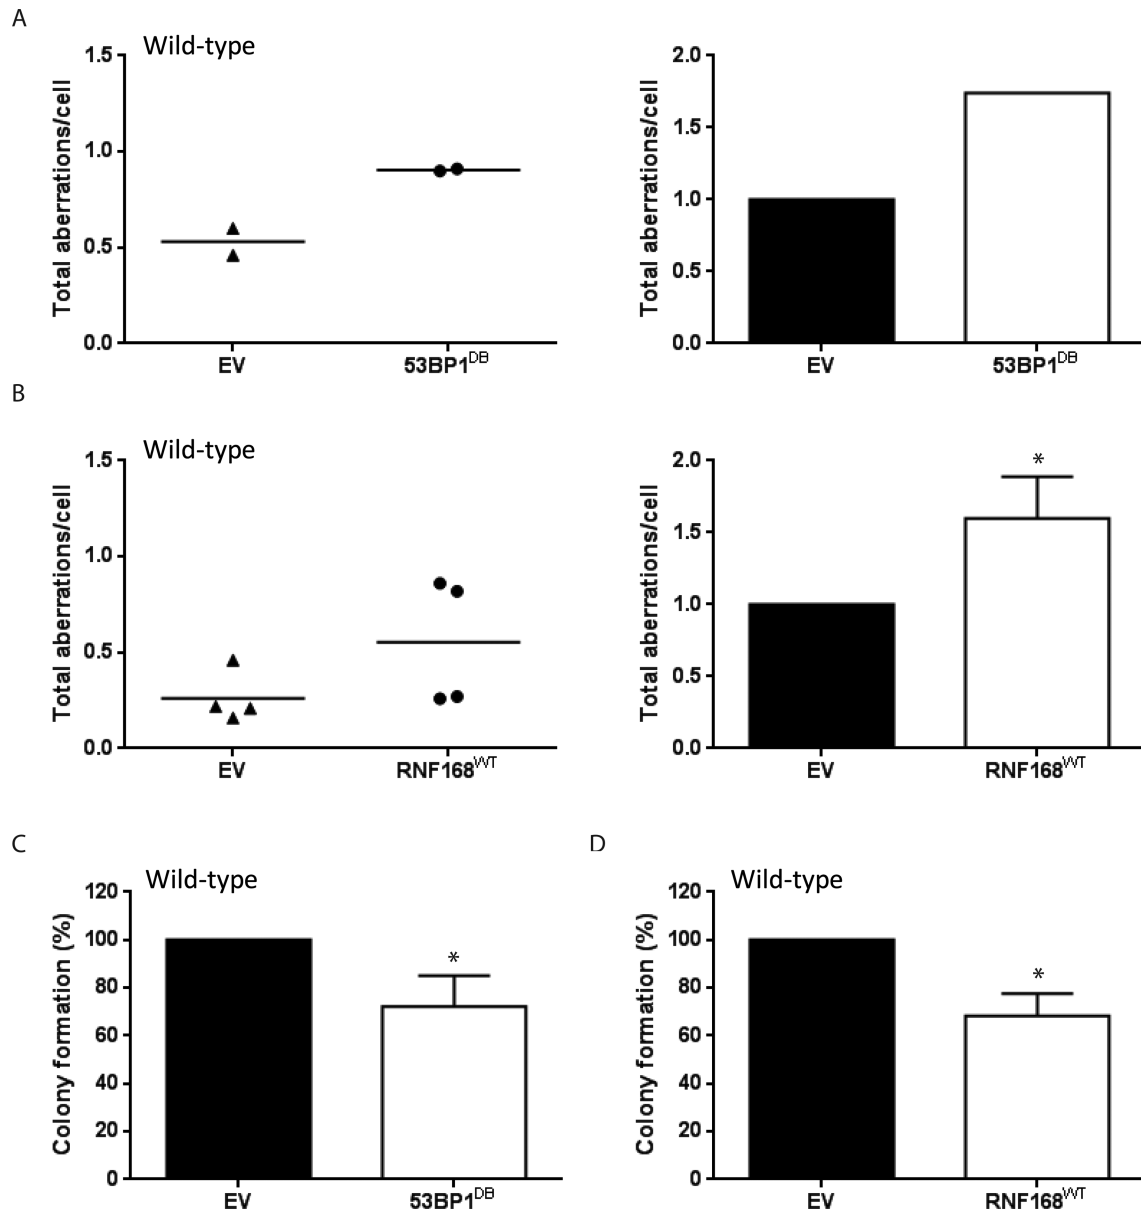 A
Wild-type
Total aberrations/cell
1.5
1.0
0.5
0.0
EV
53BP1DB
Total aberrations/cell
2.0
1.5
1.0
0.5
0.0
EV
53BP1DB
B
Wild-type
Total aberrations/cell
1.5
1.0
0.5
0.0
EV
RNF168WT
Total aberrations/cell
2.0
1.5
1.0
0.5
0.0
*
EV
RNF168WT
C
Wild-type
Colony formation (%)
120
100
80
60
40
20
0
*
EV
53BP1DB
D
Wild-type
Colony formation (%)
120
100
80
60
40
20
0
*
EV
RNF168WT